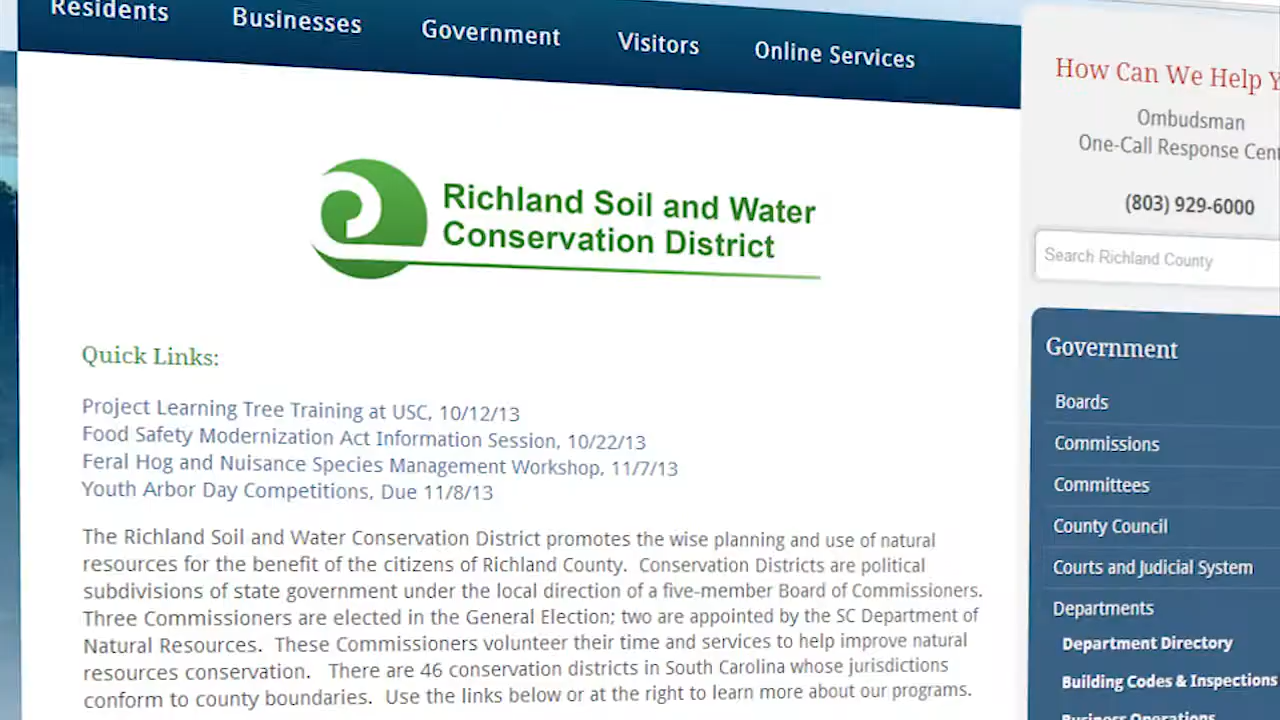 Residents Businesses Government Visitors Online Services
How Can We Help
Ombudsman
One-Call Response
(803) 929-6000
Search Richland County
Richland Soil and Water
Conservation District
Quick Links:
Project Learning Tree Training at USC, 10/12/13
Food Safety Modernization Act Information Session, 10/22/13
Feral Hog and Nuisance Species Management Workshop, 11/7/13
Youth Arbor Day Competitions, Due 11/8/13
The Richland Soil and Water Conservation District promotes the wise planning and use of natural
resources for the benefit of the citizens of Richland County. Conservation Districts are political
subdivisions of state government under the local direction of a five-member Board of Commissioners.
Three Commissioners are elected in the General Election; two are appointed by the SC Department of
Natural Resources. These Commissioners volunteer their time and services to help improve natural
resources conservation. There are 46 conservation districts in South Carolina whose jurisdictions
conform to county boundaries. Use the links below or at the right to learn more about our programs.
Government
Boards
Commissions
Committees
County Council
Courts and Judicial System
Departments
Department Directory
Building Codes & Inspections
Business Operations